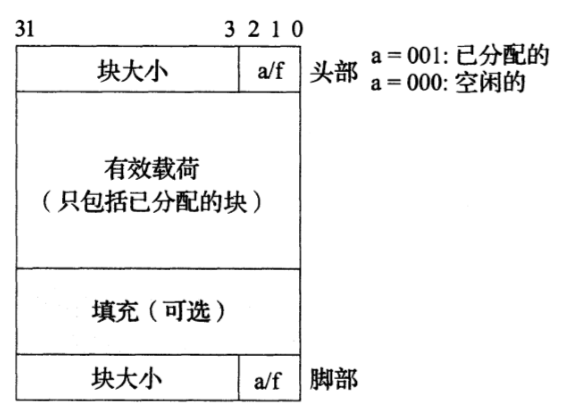 31 3 2 1 0
块大小 a/f 头部 a = 001: 已分配的
a = 000: 空闲的
有效载荷
（只包括已分配的块）
填充（可选）
块大小 a/f 脚部